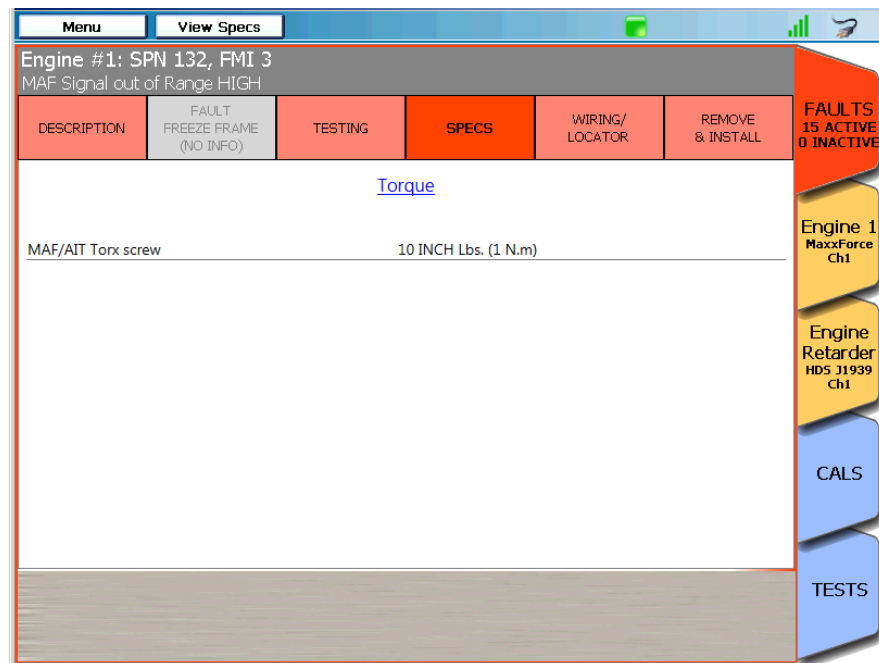 Menu
View Specs
Engine #1: SPN 132, FMI 3
MAF Signal out of Range HIGH
DESCRIPTION
FAULT
FREEZE FRAME
(NO INFO)
TESTING
SPECS
WIRING/
LOCATOR
REMOVE
& INSTALL
Torque
MAF/AIT Torx screw 10 INCH Lbs. (1 N.m)
FAULTS
15 ACTIVE
0 INACTIVE
Engine 1
MaxxForce
Ch1
Engine
Retarder
HDS J1939
Ch1
CALS
TESTS